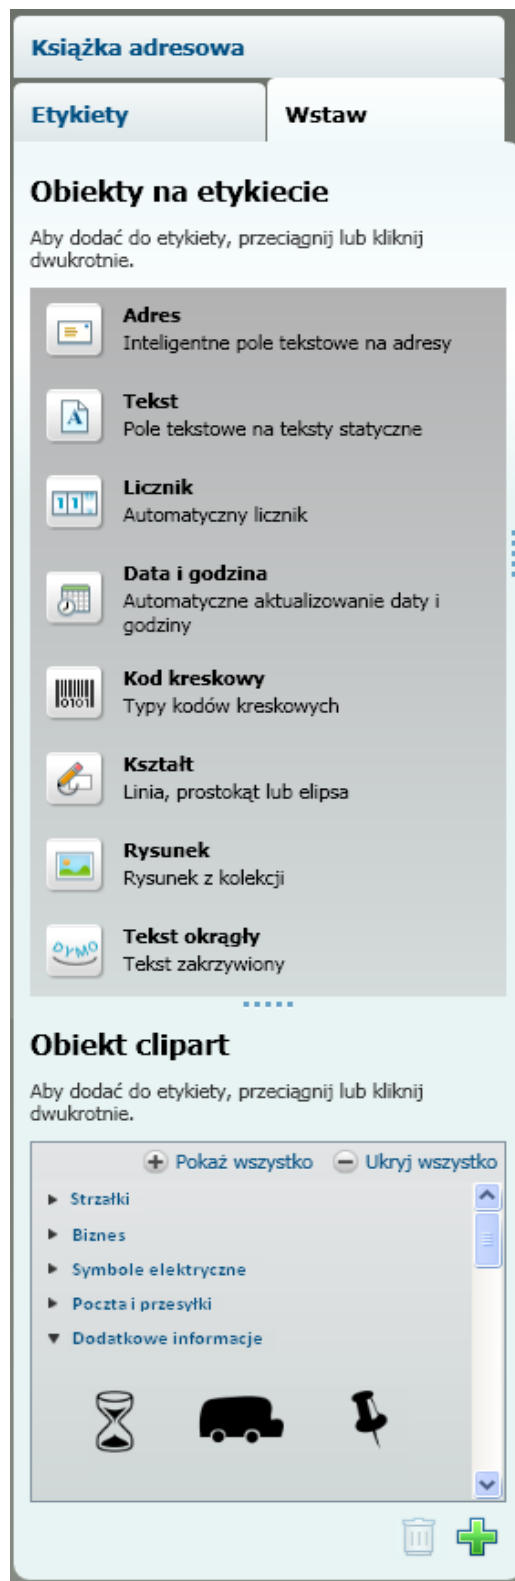 Książka adresowa
Etykiety
Wstaw
Obiekty na etykiecie
Aby dodać do etykiety, przeciągnij lub kliknij
dwukrotnie.
Adres
Inteligentne pole tekstowe na adresy
A
Tekst
Pole tekstowe na teksty statyczne
11
Licznik
Automatyczny licznik
Data i godzina
Automatyczne aktualizowanie daty i
godziny
0101
Kod kreskowy
Typy kodów kreskowych
Kształt
Linia, prostokąt lub elipsa
Rysunek
Rysunek z kolekcji
DYMO
Tekst okrągły
Tekst zakrzywiony
Obiekt clipart
Aby dodać do etykiety, przeciągnij lub kliknij
dwukrotnie.
Pokaż wszystko
Ukryj wszystko
Strzałki
Biznes
Symbole elektryczne
Poczta i przesyłki
Dodatkowe informacje